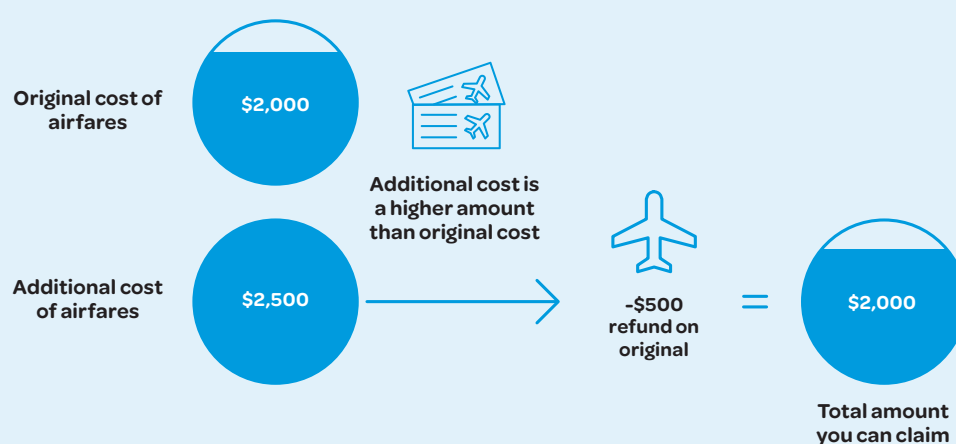 Original cost of
airfares
$2,000
Additional cost is
a higher amount
than original cost
Additional cost
of airfares
$2,500
-$500
refund on
original
=
$2,000
Total amount
you can claim